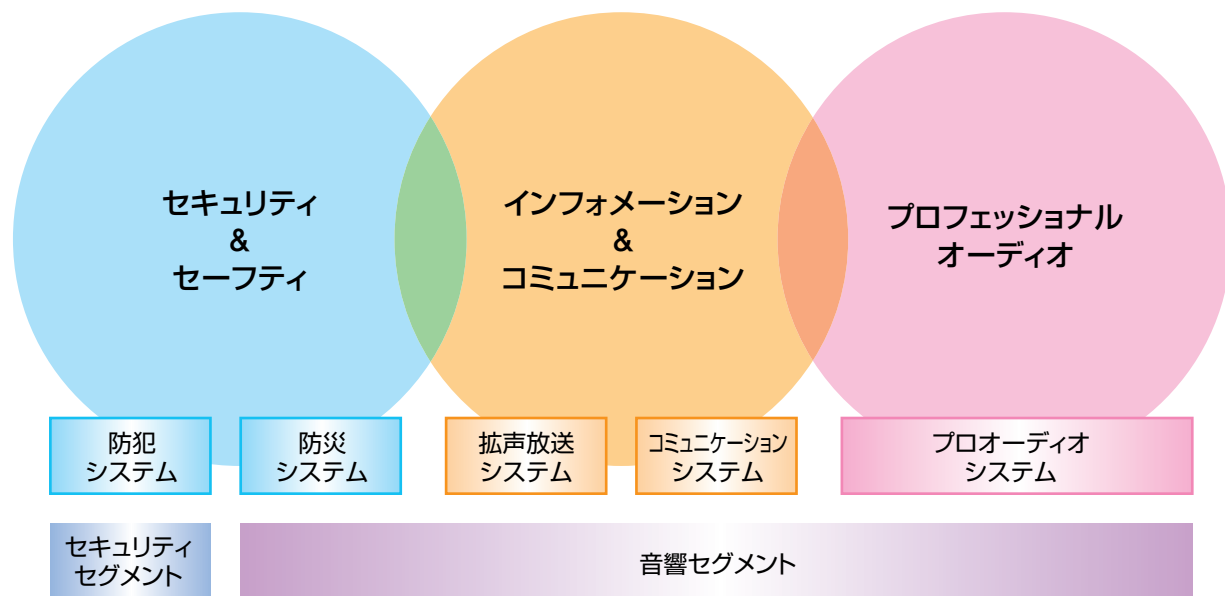 セキュリティ
&
セーフティ
インフォメーション
&
コミュニケーション
プロフェッショナル
オーディオ
防犯
システム
防災
システム
拡声放送
システム
コミュニケーション
システム
プロオーディオ
システム
セキュリティ
セグメント
音響セグメント